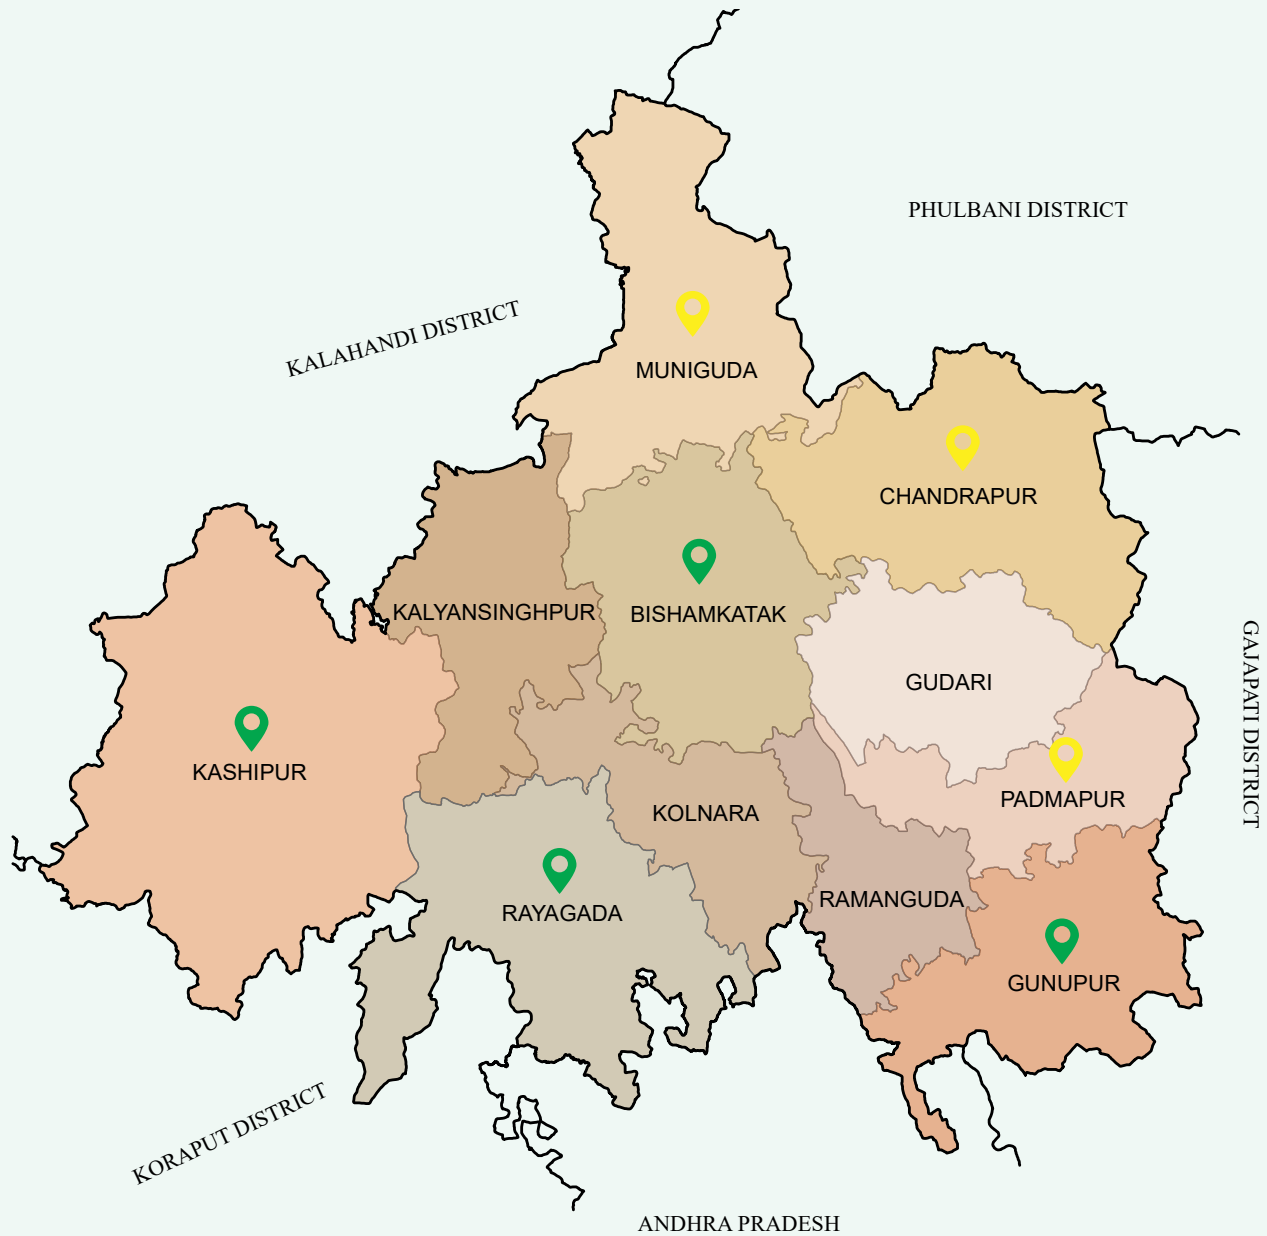 PHULBANI DISTRICT
KALAHANDI DISTRICT
MUNIGUDA
CHANDRAPUR
KALYANSINGHPUR
BISHAMKATAK
GUDARI
GAJAPATI DISTRICT
KASHIPUR
PADMAPUR
KOLNARA
RAMANGUDA
RAYAGADA
GUNUPUR
KORAPUT DISTRICT
ANDHRA PRADESH